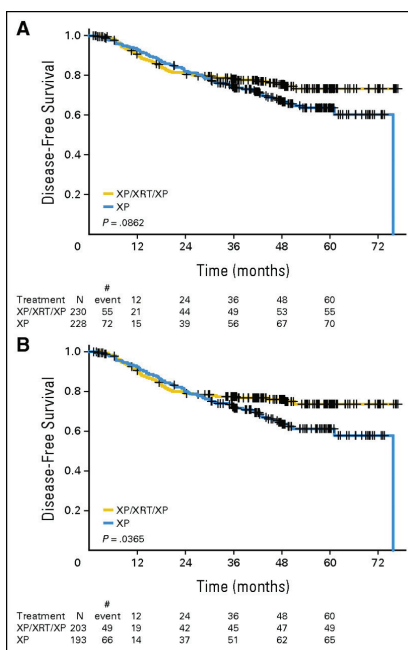 A
Disease-Free Survival
1.0
0.8
0.6
0.4
0.2
XP/XRT/XP
XP
P = .0862
0 12 24 36 48 60 72
Time (months)
#
Treatment N event 12 24 36 48 60
XP/XRT/XP 230 55 21 44 49 53 55
XP 228 72 15 39 56 67 70
B
Disease-Free Survival
1.0
0.8
0.6
0.4
0.2
XP/XRT/XP
XP
P = .0365
0 12 24 36 48 60 72
Time (months)
#
Treatment N event 12 24 36 48 60
XP/XRT/XP 203 49 19 42 45 47 49
XP 193 66 14 37 51 62 65